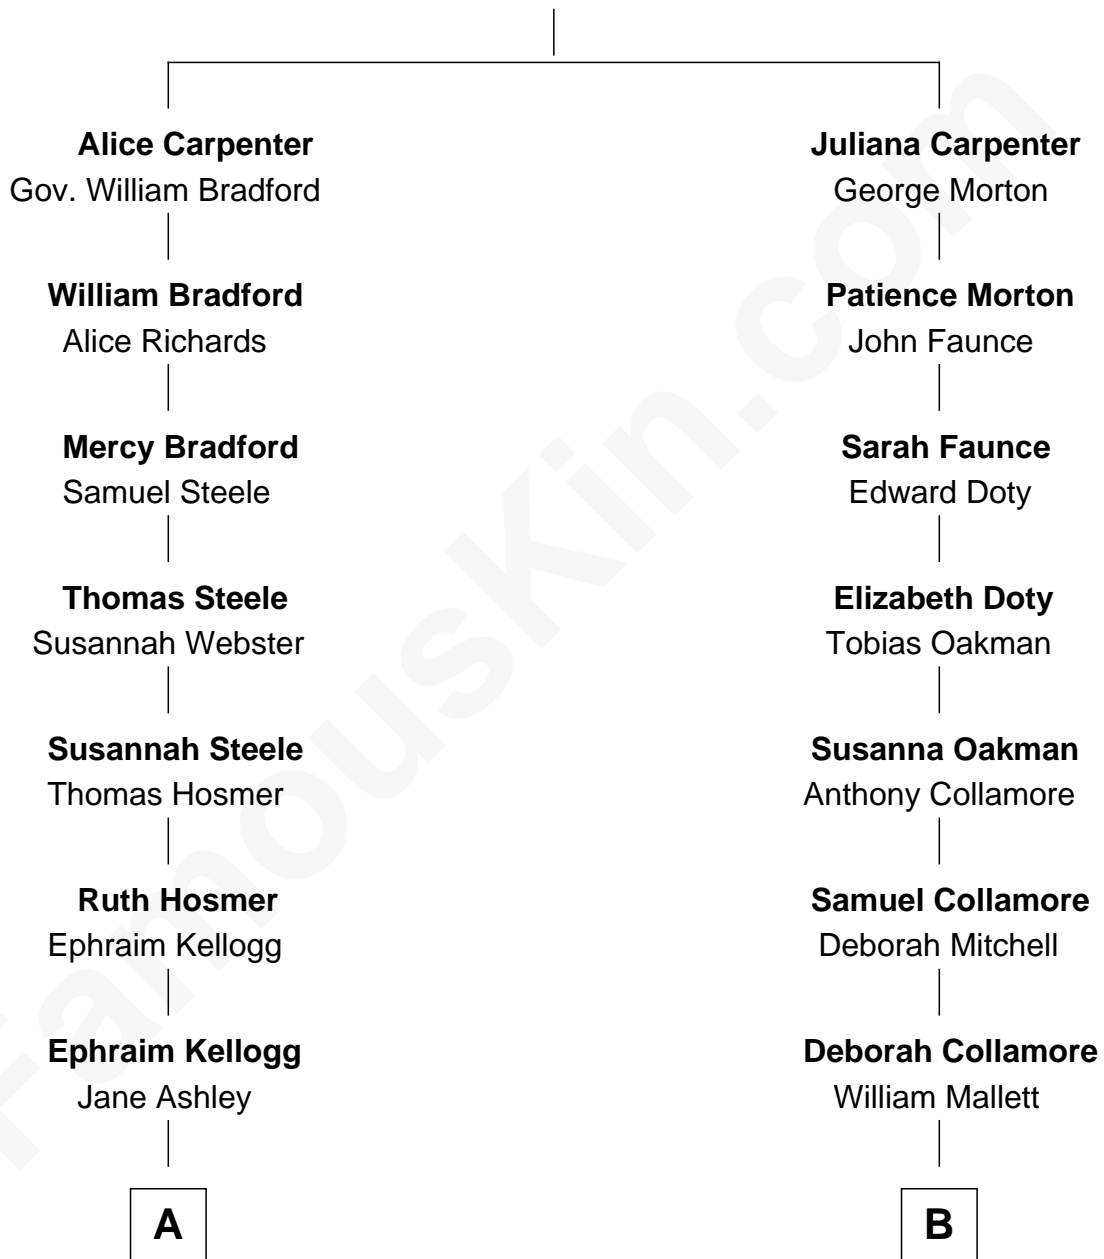 Alice Carpenter
Gov. William Bradford
William Bradford
Alice Richards
Mercy Bradford
Samuel Steele
Thomas Steele
Susannah Webster
Susannah Steele
Thomas Hosmer
Ruth Hosmer
Ephraim Kellogg
Ephraim Kellogg
Jane Ashley
A
Juliana Carpenter
George Morton
Patience Morton
John Faunce
Sarah Faunce
Edward Doty
Elizabeth Doty
Tobias Oakman
Susanna Oakman
Anthony Collamore
Samuel Collamore
Deborah Mitchell
Deborah Collamore
William Mallett
B
FamousKin.com